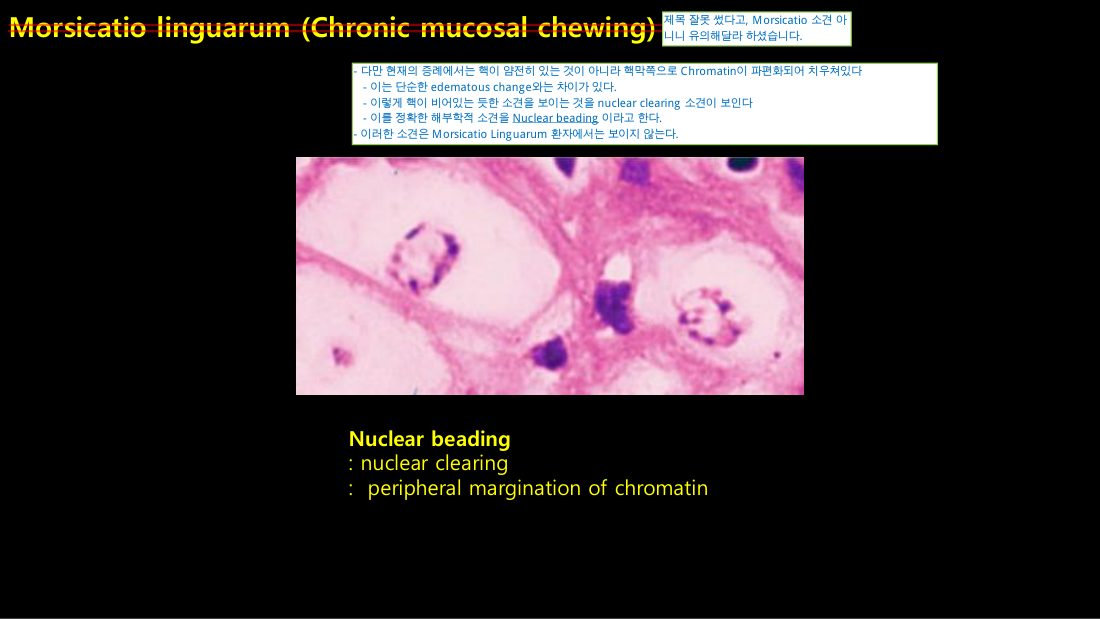 Morsicatio linguarum (Chronic mucosal chewing)
제목 잘못 썼다고, Morsicatio 소견 아
니니 유의해달라 하셨습니다.
- 다만 현재의 증례에서는 핵이 얌전히 있는 것이 아니라 핵막쪽으로 Chromatin이 파편화되어 치우쳐있다
- 이는 단순한 edematous change와는 차이가 있다.
- 이렇게 핵이 비어있는 듯한 소견을 보이는 것을 nuclear clearing 소견이 보인다
- 이를 정확한 해부학적 소견을 Nuclear beading 이라고 한다.
- 이러한 소견은 Morsicatio Linguarum 환자에서는 보이지 않는다.
Nuclear beading
: nuclear clearing
: peripheral margination of chromatin